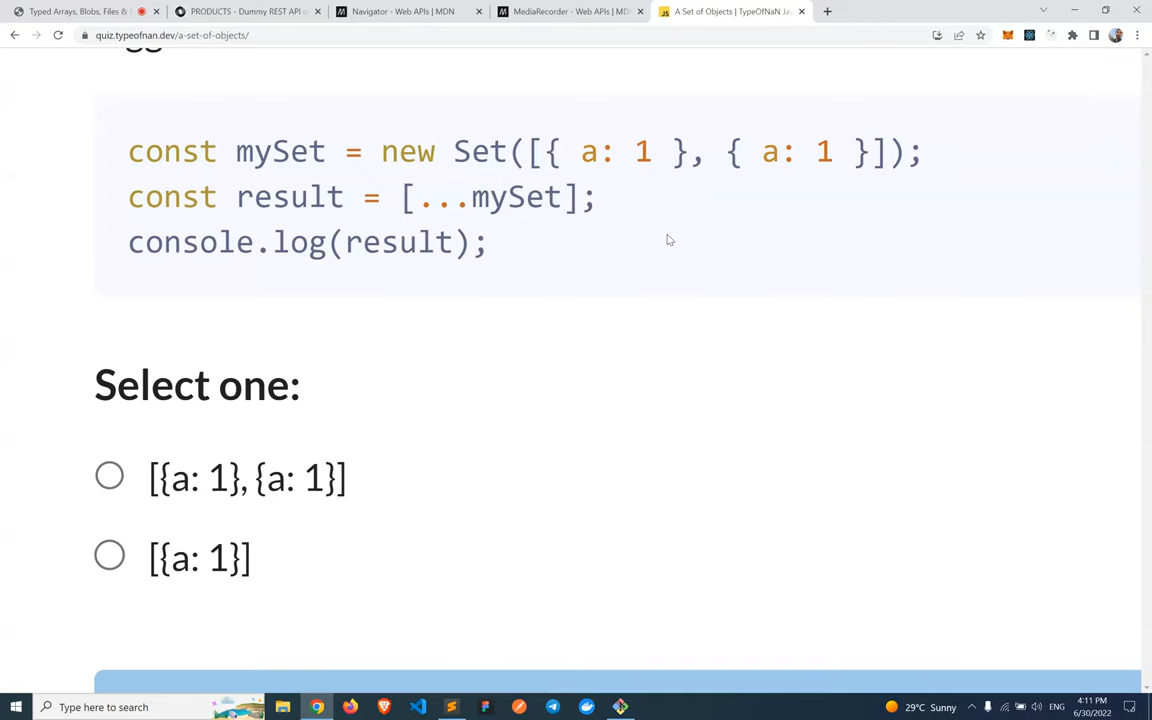 Typed Arrays, Blobs, Files &
PRODUCTS - Dummy REST API
Navigator - Web APIs | MDN
MediaRecorder - Web APIs | MD
A Set of Objects | TypeOfNaN Ja
quiz.typeofnan.dev/a-set-of-objects/
const mySet = new Set([{ a: 1 }, { a: 1 }]);
const result = [...mySet];
console.log(result);
Select one:
[{a: 1}, {a: 1}]
[{a: 1}]
Type here to search
29°C Sunny
ENG
4:11 PM
6/30/2022